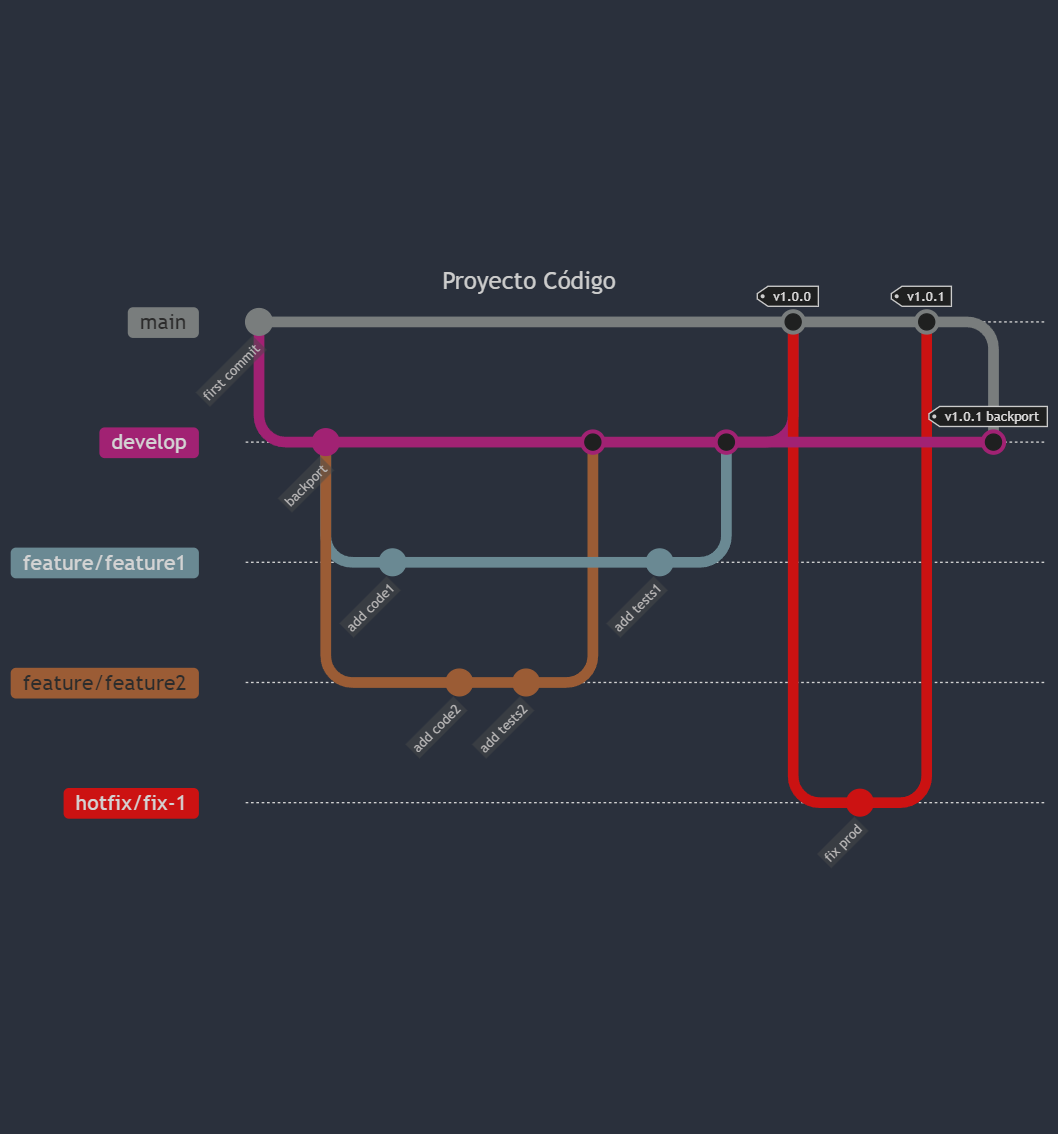 Proyecto Código
v1.0.0
v1.0.1
main
first commit
v1.0.1 backport
develop
backport
feature/feature1
add code1
add tests1
feature/feature2
add code2
add tests2
hotfix/fix-1
fix prod